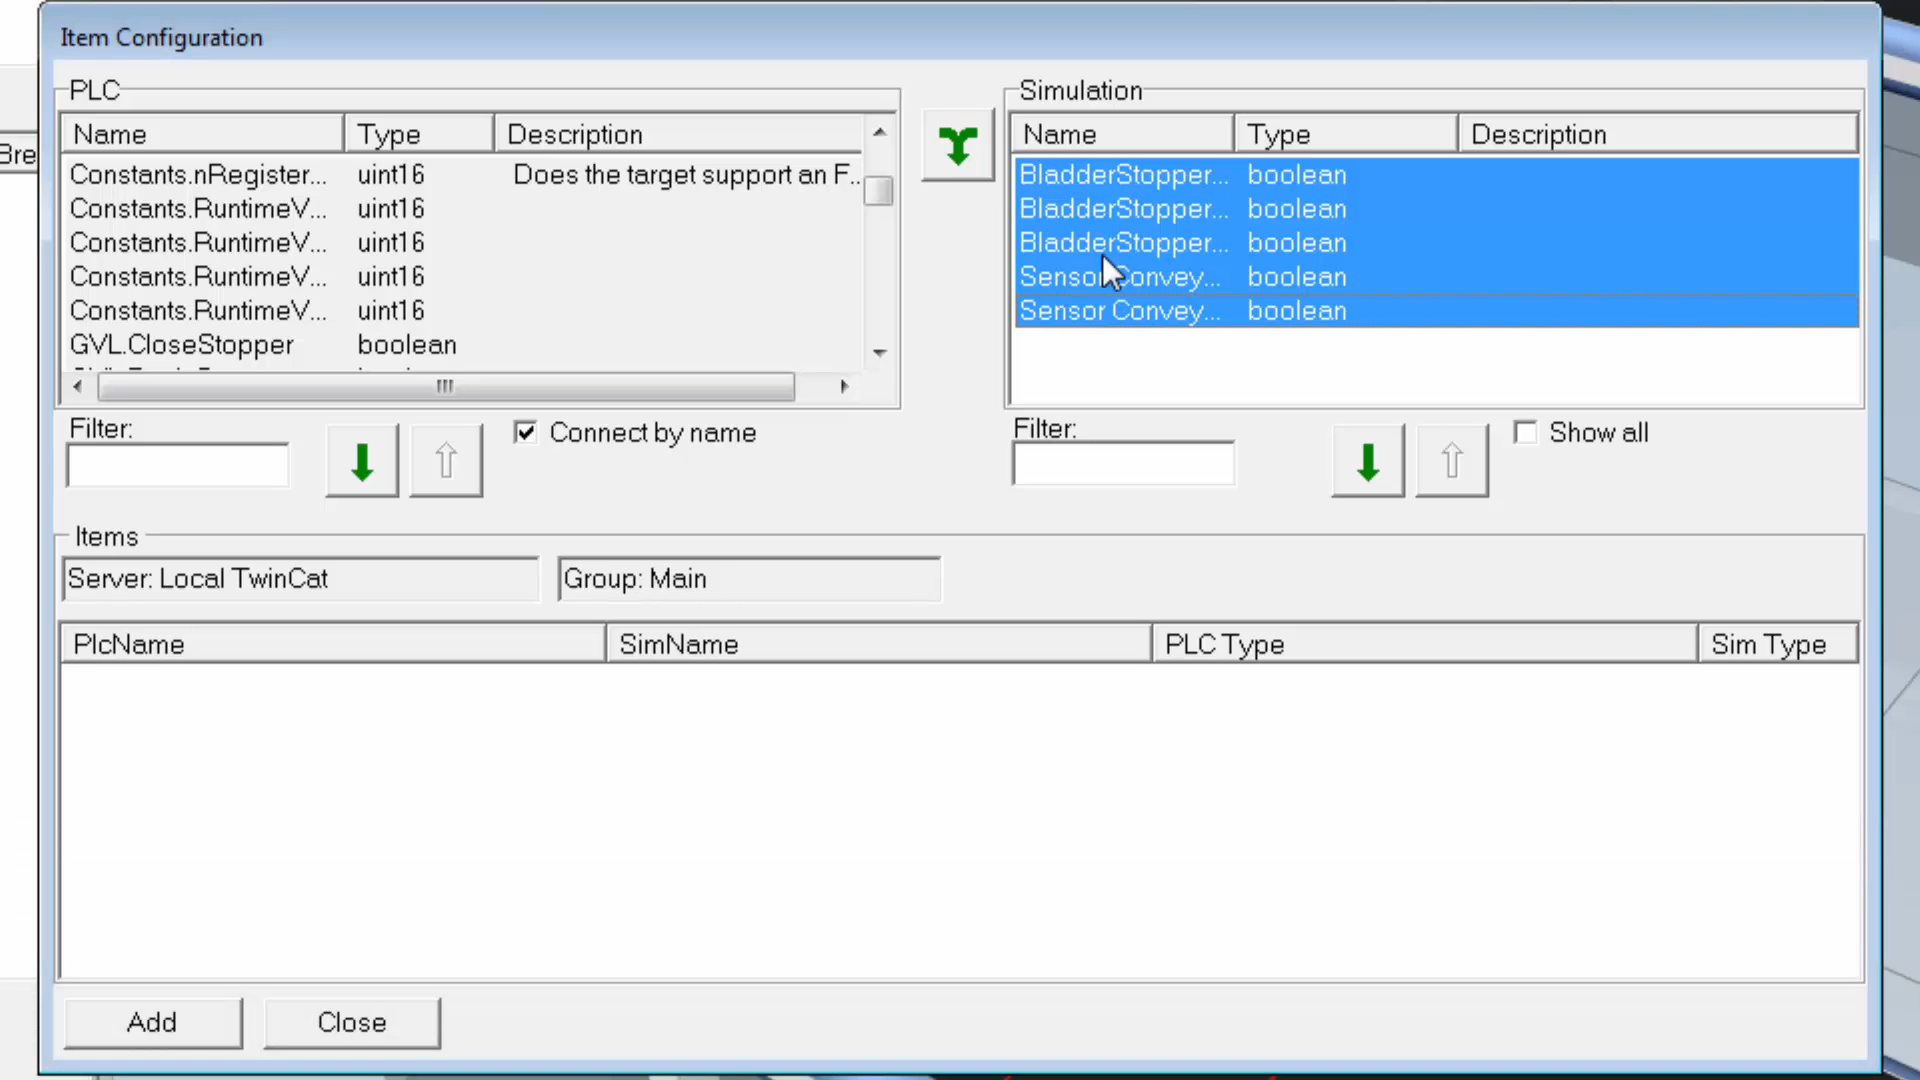 Item Configuration
Bre
PLC
Name Type Description
Constants.nRegister... uint16 Does the target support an F..
Constants.RuntimeV... uint16
Constants.RuntimeV... uint16
Constants.RuntimeV... uint16
Constants.RuntimeV... uint16
GVL.CloseStopper boolean
Filter:
Connect by name
Simulation
Name Type Description
BladderStopper... boolean
BladderStopper... boolean
BladderStopper... boolean
Sensor Convey... boolean
Sensor Convey... boolean
Filter:
Show all
Items
Server: Local TwinCat
Group: Main
PlcName SimName PLC Type Sim Type
Add Close